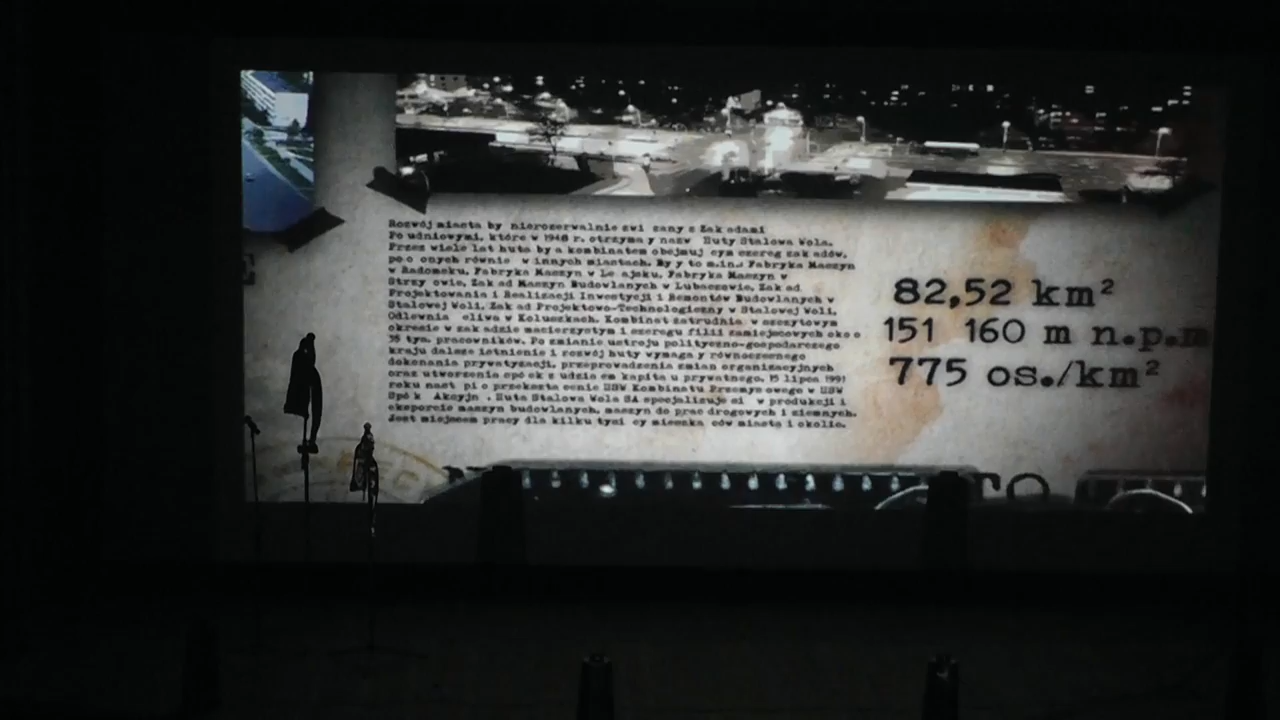 Rozwój miasta by nierozerwalnie zwi zany z Zak adami
Po udniowymi, które w 1948 r. otrzyma y nazw Huty Stalowa Wola.
Przez wiele lat huta by a kombinatem obejmuj cym szereg zak adów,
po o onych równie w innych miastach. By y to m.in.: Fabryka Maszyn
w Radomsku, Fabryka Maszyn w Le ajsku, Fabryka Maszyn w
Strzy owie, Zak ad Maszyn Budowlanych w Lubaczowie, Zak ad
Projektowania i Realizacji Inwestycji i Remontów Budowlanych w
Stalowej Woli, Zak ad Projektowo-Technologiczny w Stalowej Woli,
Odlewnia eliwa w Koluszkach. Kombinat zatrudnia w szczytowym
okresie w zak adzie macierzystym i szeregu filii zamiejscowych oko o
35 tys. pracowników. Po zmianie ustroju polityczno-gospodarczego
kraju dalsze istnienie i rozwój huty wymaga y równoczesnego
dokonania prywatyzacji, przeprowadzenia zmian organizacyjnych
oraz utworzenia spó ek z udzia em kapita u prywatnego. 15 lipca 1991
roku nast pi o przekszta cenie HSW Kombinatu Przemys owego w HSW
Spó k Akcyjn . Huta Stalowa Wola SA specjalizuje si w produkcji i
eksporcie maszyn budowlanych, maszyn do prac drogowych i ziemnych.
Jest miejscem pracy dla kilku tysi cy mieszka ców miasta i okolic.
82,52 km²
151 160 m n.p.m
775 os./km²
TO